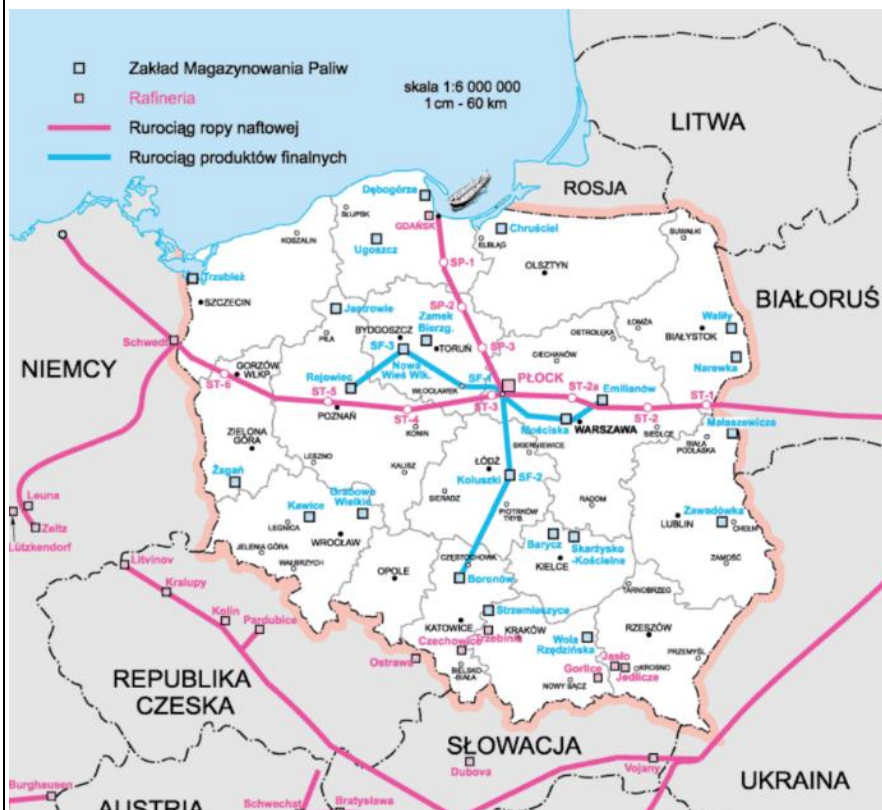 Zakład Magazynowania Paliw
Rafineria
Rurociąg ropy naftowej
Rurociąg produktów finalnych
skala 1:6 000 000
1 cm - 60 km
LITWA
ROSJA
BIAŁORUŚ
NIEMCY
REPUBLIKA
CZESKA
SŁOWACJA
UKRAINA
AUSTRIA
Dębogórze
SŁUPSK
GDAŃSK
KOSZALIN
Ugoszcz
ELBLĄG
Chruściel
SUWAŁKI
SP-1
OLSZTYN
Trzebież
SZCZECIN
Jastrowie
PIŁA
BYDGOSZCZ
Zamek
Bierzg.
TORUŃ
SP-2
SP-3
OSTROŁĘKA
ŁOMŻA
BIAŁYSTOK
Waliły
Narewka
Schwedt
SF-3
Nowa
Wieś Wlk.
CIECHANÓW
GORZÓW
WLKP
ST-6
Rejowiec
WŁOCŁAWEK
SF-1
PŁOCK
ST-5
POZNAŃ
ST-4
KONIN
ST-3
ST-2a
Emilianów
ST-2
ST-1
Mościska
WARSZAWA
SIEDLCE
Małaszewicze
BIAŁA
PODLASKA
ZIELONA
GÓRA
LESZNO
KALISZ
SKIERNIEWICE
ŁÓDŹ
Koluszki
SF-2
Żagań
SIERADZ
PIOTRKÓW
TRYB.
RADOM
LUBLIN
Zawadówka
CHEŁM
Kawice
Grabowo
Wielkie
LEGNICA
WROCŁAW
JELENIA GÓRA
WAŁBRZYCH
OPOLE
CZĘSTOCHOWA
Boronów
Barycz
KIELCE
Skarżysko
-Kościelne
ZAMOŚĆ
TARNOBRZEG
Leuna
Zeitz
Lützkendorf
Litvinov
Kralupy
Kolin
Pardubice
Ostrawa
KATOWICE
Strzemieszyce
Czechowice
Trzebinia
KRAKÓW
BIELSKO
-BIAŁA
Wola
Rzędzińska
RZESZÓW
PRZEMYŚL
Jasło
KROSNO
Jedlicze
Gorlice
NOWY SĄCZ
Dubova
Vojany
Burghausen
Schwechat
Bratysława